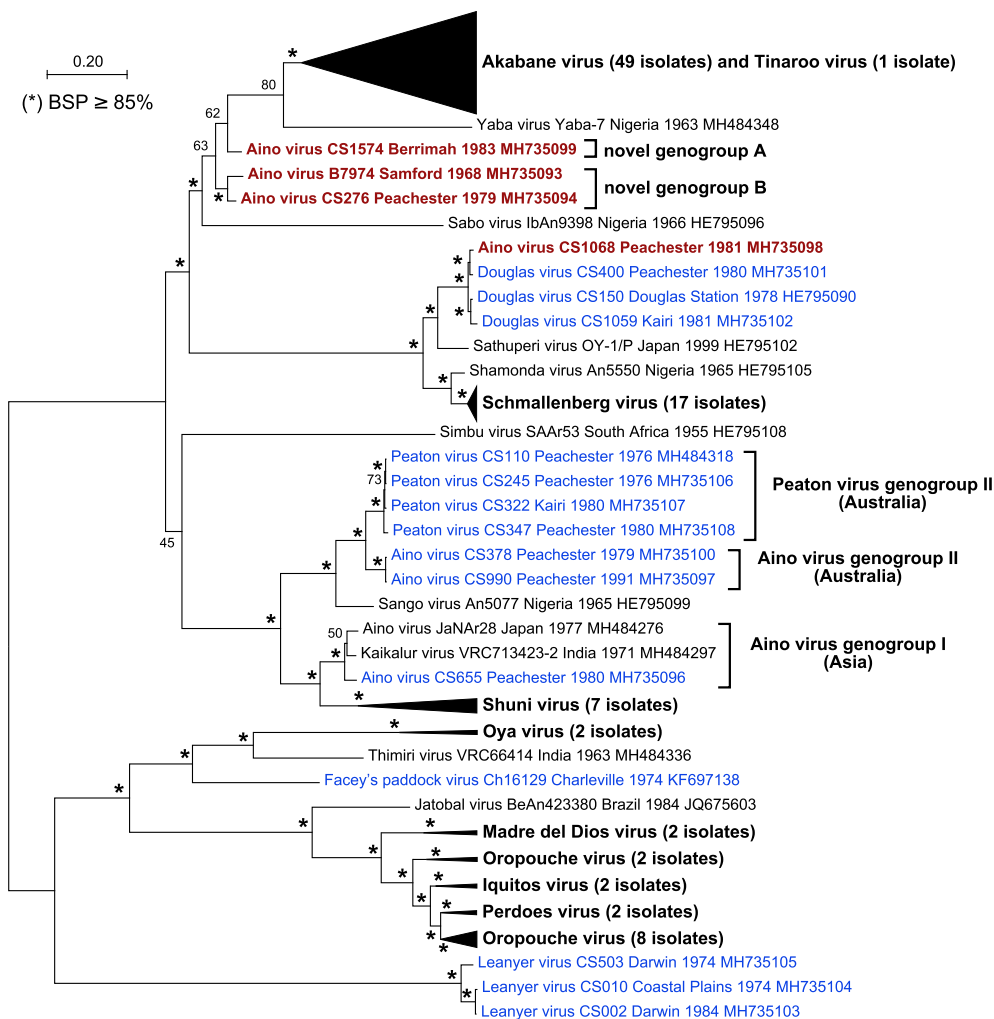 0.20
(*) BSP ≥ 85%
*
Akabane virus (49 isolates) and Tinaroo virus (1 isolate)
80
Yaba virus Yaba-7 Nigeria 1963 MH484348
62
Aino virus CS1574 Berrimah 1983 MH735099
novel genogroup A
63
Aino virus B7974 Samford 1968 MH735093
*
*
Aino virus CS276 Peachester 1979 MH735094
novel genogroup B
Sabo virus IbAn9398 Nigeria 1966 HE795096
*
Aino virus CS1068 Peachester 1981 MH735098
*
Douglas virus CS400 Peachester 1980 MH735101
*
Douglas virus CS150 Douglas Station 1978 HE795090
*
Douglas virus CS1059 Kairi 1981 MH735102
*
Sathuperi virus OY-1/P Japan 1999 HE795102
Shamonda virus An5550 Nigeria 1965 HE795105
*
*
Schmallenberg virus (17 isolates)
Simbu virus SAAr53 South Africa 1955 HE795108
Peaton virus CS110 Peachester 1976 MH484318
*
73
Peaton virus CS245 Peachester 1976 MH735106
Peaton virus genogroup II
(Australia)
*
Peaton virus CS322 Kairi 1980 MH735107
Peaton virus CS347 Peachester 1980 MH735108
45
*
Aino virus CS378 Peachester 1979 MH735100
Aino virus genogroup II
(Australia)
*
*
Aino virus CS990 Peachester 1991 MH735097
Sango virus An5077 Nigeria 1965 HE795099
*
50
Aino virus JaNAr28 Japan 1977 MH484276
Aino virus genogroup I
(Asia)
*
Kaikalur virus VRC713423-2 India 1971 MH484297
*
Aino virus CS655 Peachester 1980 MH735096
*
Shuni virus (7 isolates)
*
Oya virus (2 isolates)
*
*
Thimiri virus VRC66414 India 1963 MH484336
Facey’s paddock virus Ch16129 Charleville 1974 KF697138
*
Jatobal virus BeAn423380 Brazil 1984 JQ675603
*
*
Madre del Dios virus (2 isolates)
*
*
Oropouche virus (2 isolates)
*
*
Iquitos virus (2 isolates)
*
*
Perdoes virus (2 isolates)
*
*
Oropouche virus (8 isolates)
Leanyer virus CS503 Darwin 1974 MH735105
*
*
Leanyer virus CS010 Coastal Plains 1974 MH735104
Leanyer virus CS002 Darwin 1984 MH735103